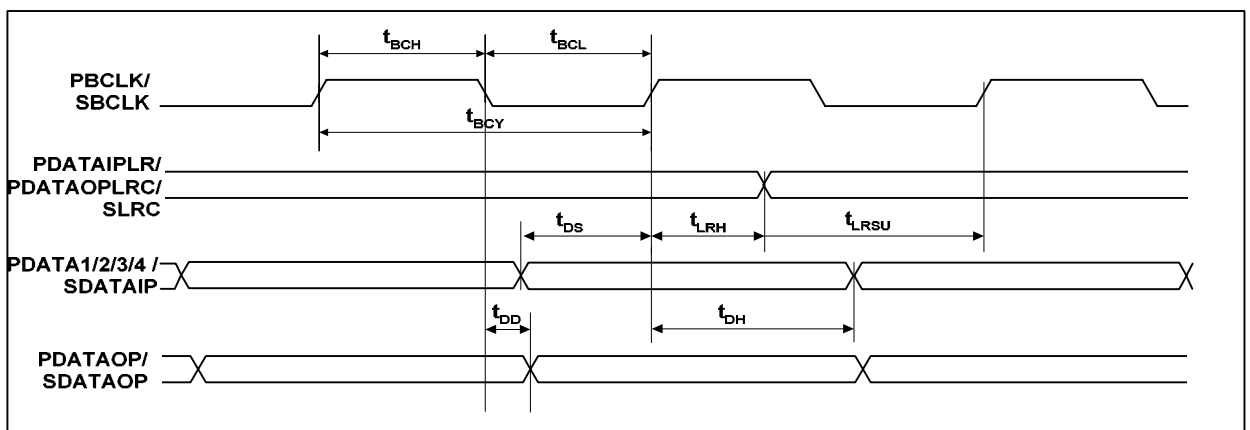 tBCH tBCL
PBCLK/
SBCLK
tBCY
PDATAIPLR/
PDATAOPLRC/
SLRC
tDS tLRH tLRSU
PDATA1/2/3/4 /
SDATAIP
tDD tDH
PDATAOP/
SDATAOP